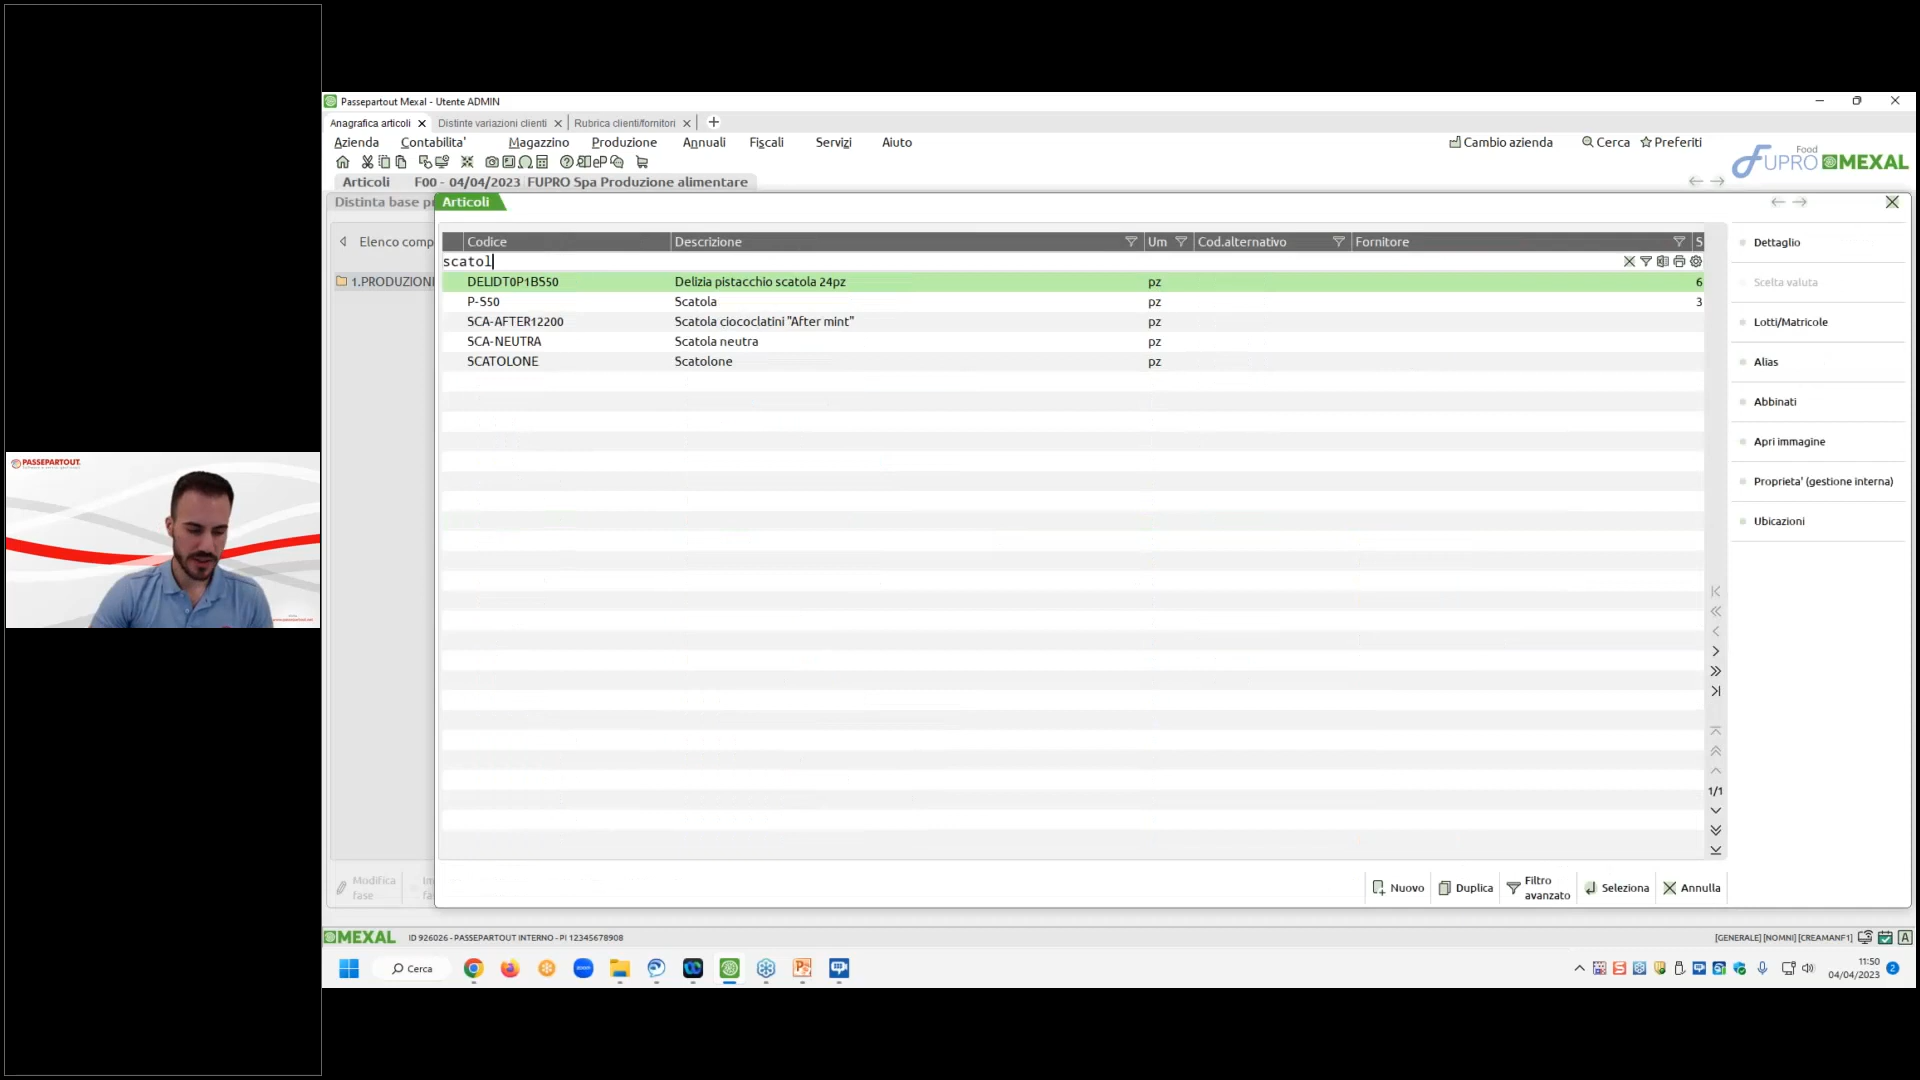 Passepartout Mexal - Utente ADMIN
Anagrafica articoli
Distinte variazioni clienti
Rubrica clienti/fornitori
Azienda Contabilita' Magazzino Produzione Annuali Fiscali Servizi Aiuto
Cambio azienda Cerca Preferiti
Food
FUPRO MEXAL
Articoli F00 - 04/04/2023 FUPRO Spa Produzione alimentare
Distinta base p
Articoli
Elenco comp
Codice Descrizione Um Cod.alternativo Fornitore S
scatol
1.PRODUZION
DELIDT0P1BS50 Delizia pistacchio scatola 24pz pz 6
P-S50 Scatola pz 3
SCA-AFTER12200 Scatola ciococlatini "After mint" pz
SCA-NEUTRA Scatola neutra pz
SCATOLONE Scatolone pz
Dettaglio
Scelta valuta
Lotti/Matricole
Alias
Abbinati
Apri immagine
Proprieta' (gestione interna)
Ubicazioni
PASSEPARTOUT
1/1
Modifica
fase
Nuovo
Duplica
Filtro
avanzato
Seleziona
Annulla
MEXAL ID 926026 - PASSEPARTOUT INTERNO - PI 12345678908
[GENERALE] [NOMNI] [CREAMANF1]
Cerca
11:50
04/04/2023
2